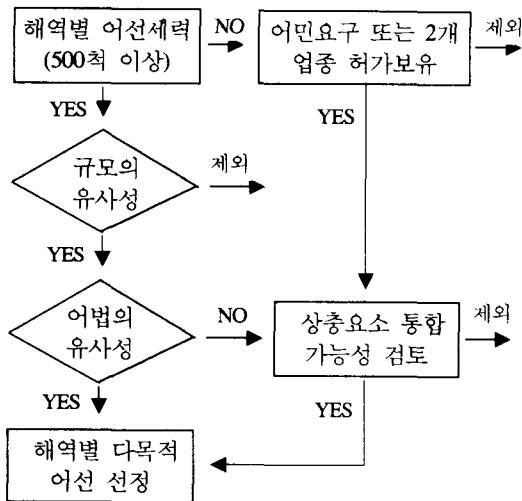 해역별 어선세력
(500척 이상)
NO
어민요구 또는 2개
업종 허가보유
제외
YES
YES
규모의
유사성
제외
YES
어법의
유사성
NO
상충요소 통합
가능성 검토
제외
YES
YES
해역별 다목적
어선 선정